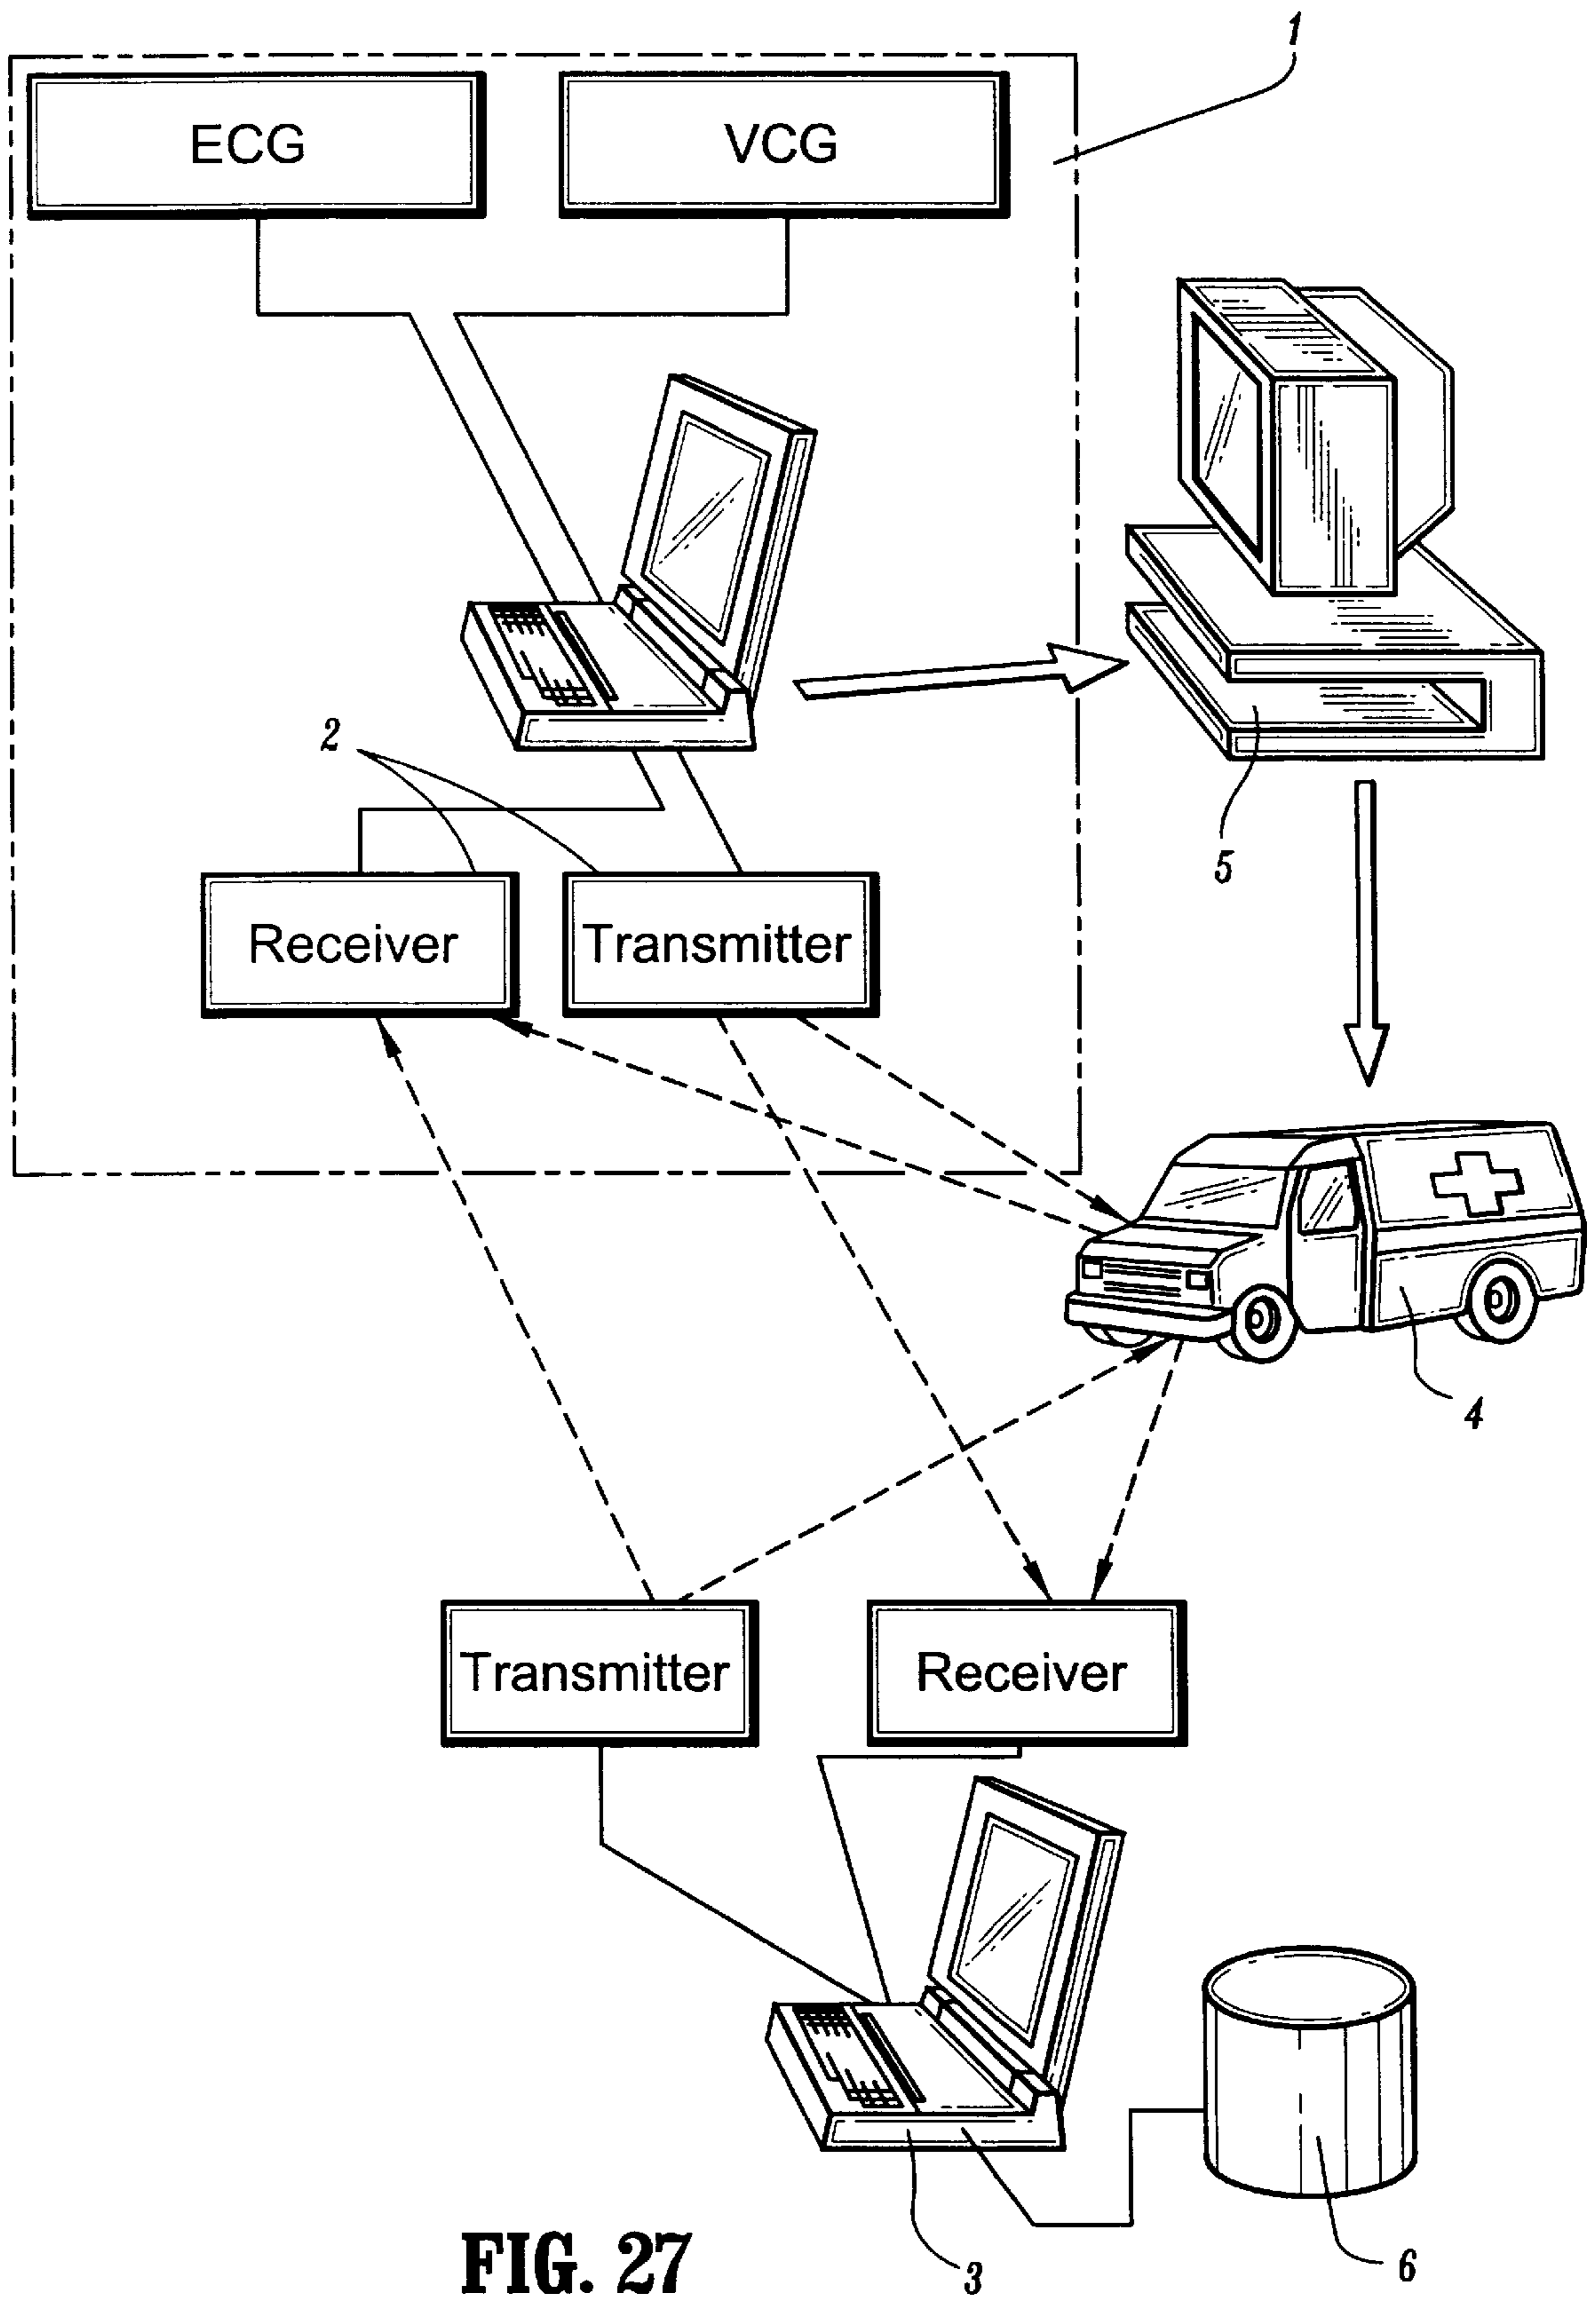 1
ECG
VCG
2
5
Receiver
Transmitter
4
Transmitter
Receiver
3
6
FIG. 27